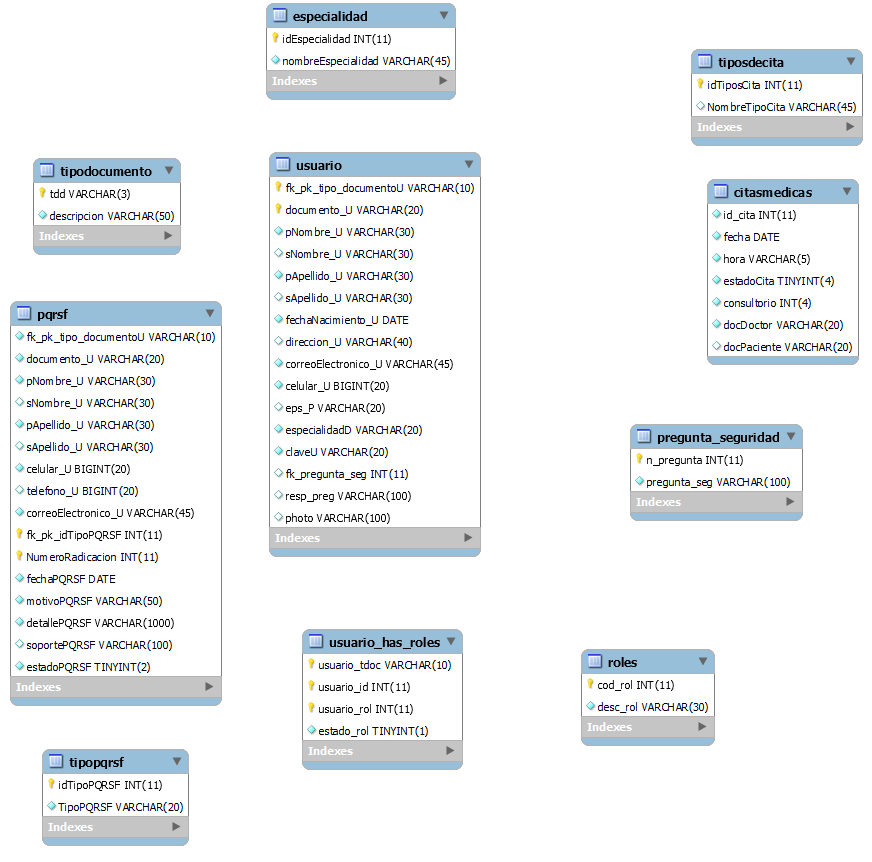 especialidad
idEspecialidad INT(11)
nombreEspecialidad VARCHAR(45)
Indexes
tiposdecita
idTiposCita INT(11)
NombreTipoCita VARCHAR(45)
Indexes
tipodocumento
tdd VARCHAR(3)
descripcion VARCHAR(50)
Indexes
usuario
fk_pk_tipo_documentoU VARCHAR(10)
documento_U VARCHAR(20)
pNombre_U VARCHAR(30)
sNombre_U VARCHAR(30)
pApellido_U VARCHAR(30)
sApellido_U VARCHAR(30)
fechaNacimiento_U DATE
direccion_U VARCHAR(40)
correoElectronico_U VARCHAR(45)
celular_U BIGINT(20)
eps_P VARCHAR(20)
especialidadD VARCHAR(20)
claveU VARCHAR(20)
fk_pregunta_seg INT(11)
resp_preg VARCHAR(100)
photo VARCHAR(100)
Indexes
citasmedicas
id_cita INT(11)
fecha DATE
hora VARCHAR(5)
estadoCita TINYINT(4)
consultorio INT(4)
docDoctor VARCHAR(20)
docPaciente VARCHAR(20)
pqrsf
fk_pk_tipo_documentoU VARCHAR(10)
documento_U VARCHAR(20)
pNombre_U VARCHAR(30)
sNombre_U VARCHAR(30)
pApellido_U VARCHAR(30)
sApellido_U VARCHAR(30)
celular_U BIGINT(20)
telefono_U BIGINT(20)
correoElectronico_U VARCHAR(45)
fk_pk_idTipoPQRSF INT(11)
NumeroRadicacion INT(11)
fechaPQRSF DATE
motivoPQRSF VARCHAR(50)
detallePQRSF VARCHAR(1000)
soportePQRSF VARCHAR(100)
estadoPQRSF TINYINT(2)
Indexes
pregunta_seguridad
n_pregunta INT(11)
pregunta_seg VARCHAR(100)
Indexes
usuario_has_roles
usuario_tdoc VARCHAR(10)
usuario_id INT(11)
usuario_rol INT(11)
estado_rol TINYINT(1)
Indexes
roles
cod_rol INT(11)
desc_rol VARCHAR(30)
Indexes
tipopqrsf
idTipoPQRSF INT(11)
TipoPQRSF VARCHAR(20)
Indexes